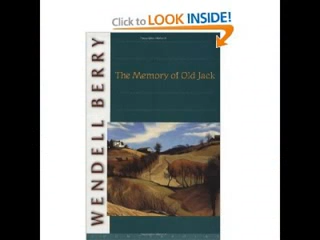 Click to LOOK INSIDE!
The Memory of Old Jack
WENDELL BERRY